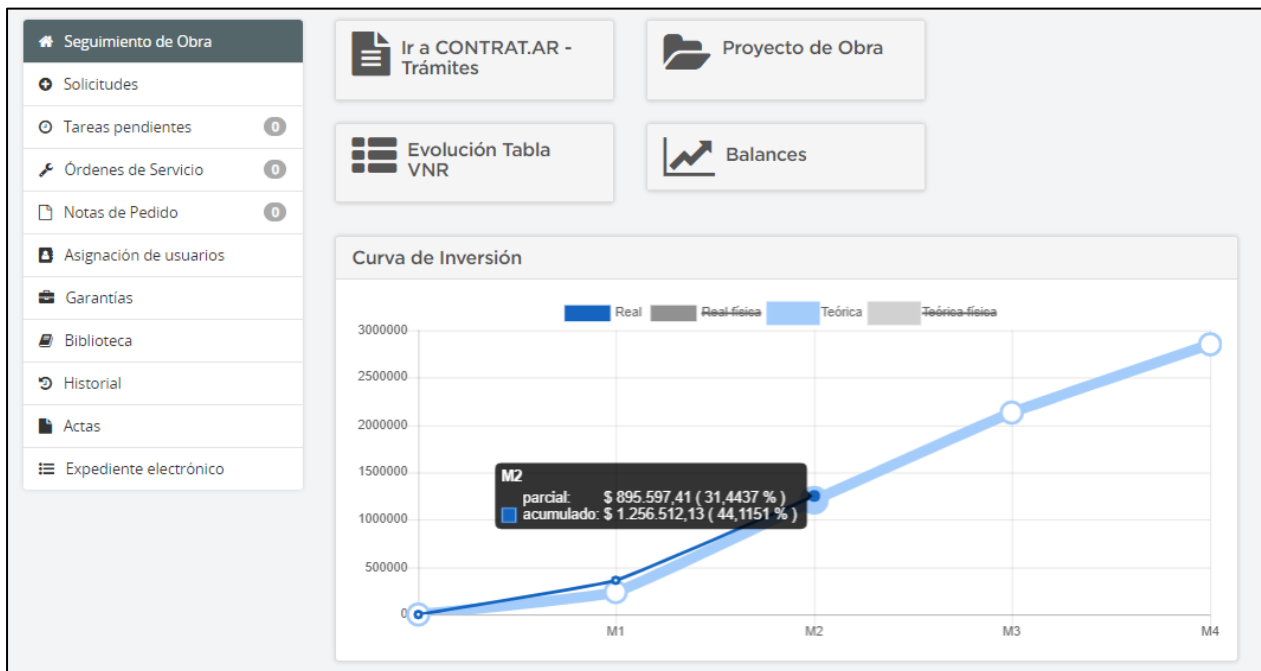 Seguimiento de Obra
Solicitudes
Tareas pendientes 0
Órdenes de Servicio 0
Notas de Pedido 0
Asignación de usuarios
Garantías
Biblioteca
Historial
Actas
Expediente electrónico
Ir a CONTRAT.AR -
Trámites
Proyecto de Obra
Evolución Tabla
VNR
Balances
Curva de Inversión
Real Real física Teórica Teórica física
3000000
2500000
2000000
1500000
1000000
500000
0
M2
parcial: $ 895.597,41 ( 31,4437 % )
acumulado: $ 1.256.512,13 ( 44,1151 % )
M1 M2 M3 M4